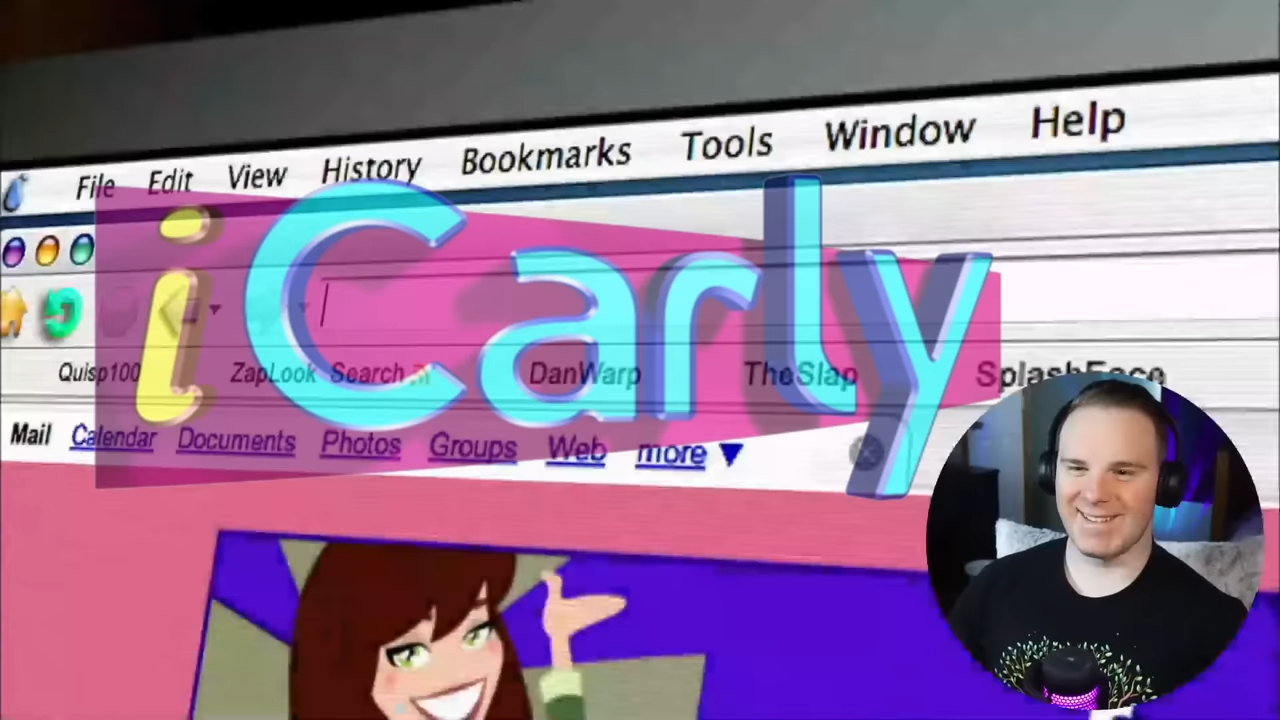 File Edit View History Bookmarks Tools Window Help
iCarly
Quisp100 ZapLook Search DanWarp TheSlap SplashFace
Mail Calendar Documents Photos Groups Web more